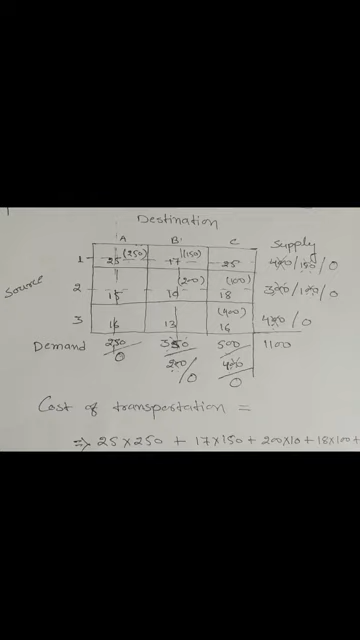 Destination
A B C Supply
1 25 (250) 17 (150) 25 400/150/0
Source 2 15 10 (200) 18 (100) 300/100/0
3 16 13 16 (400) 400/0
Demand 250 350 500 1100
0 200/0 400
0
Cost of transportation =
⇒ 25×250 + 17×150 + 200×10 + 18×100 +